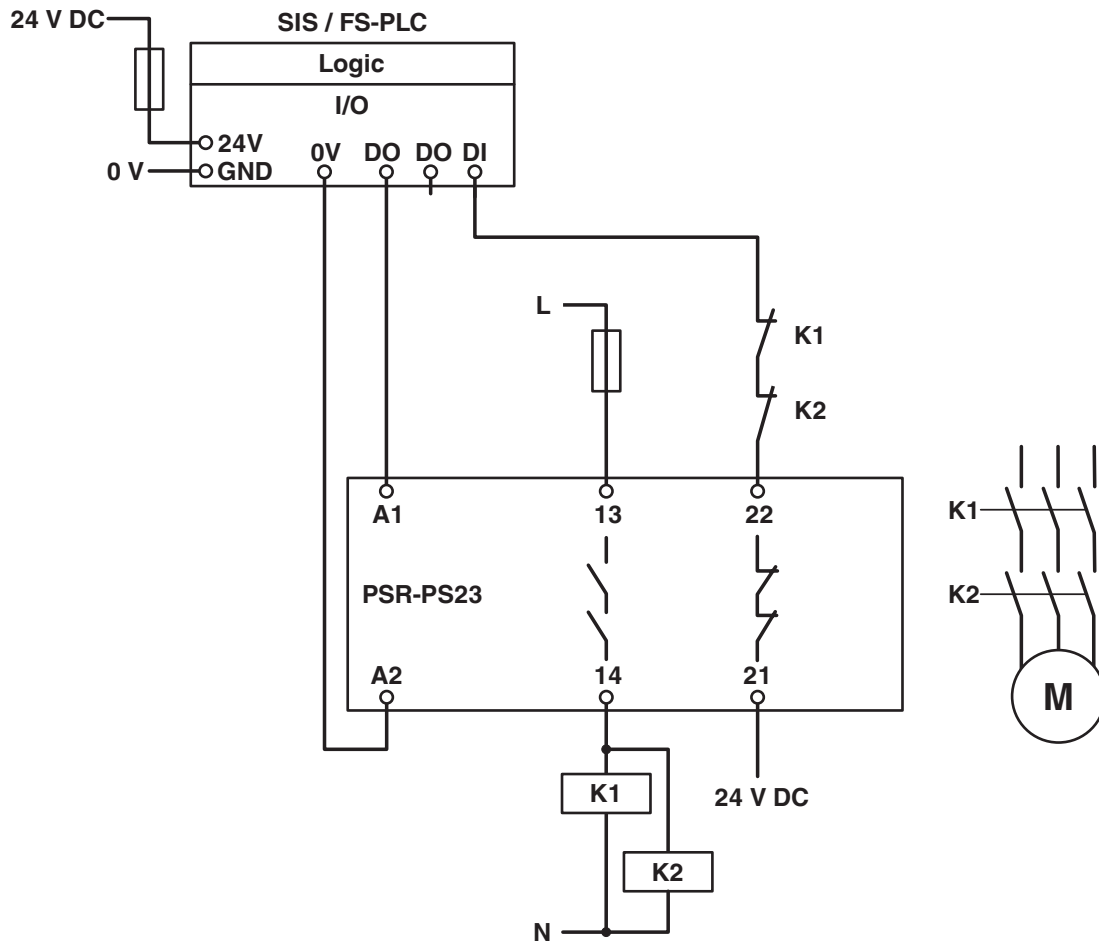 24 V DC
SIS / FS-PLC
Logic
I/O
24V
0V DO DO DI
0 V
GND
L
K1
K2
A1
13
22
K1
PSR-PS23
K2
A2
14
21
M
K1
24 V DC
K2
N